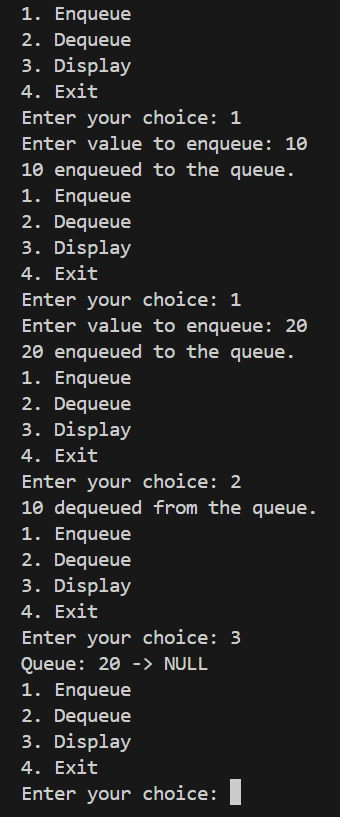 1. Enqueue
2. Dequeue
3. Display
4. Exit
Enter your choice: 1
Enter value to enqueue: 10
10 enqueued to the queue.
1. Enqueue
2. Dequeue
3. Display
4. Exit
Enter your choice: 1
Enter value to enqueue: 20
20 enqueued to the queue.
1. Enqueue
2. Dequeue
3. Display
4. Exit
Enter your choice: 2
10 dequeued from the queue.
1. Enqueue
2. Dequeue
3. Display
4. Exit
Enter your choice: 3
Queue: 20 -> NULL
1. Enqueue
2. Dequeue
3. Display
4. Exit
Enter your choice: